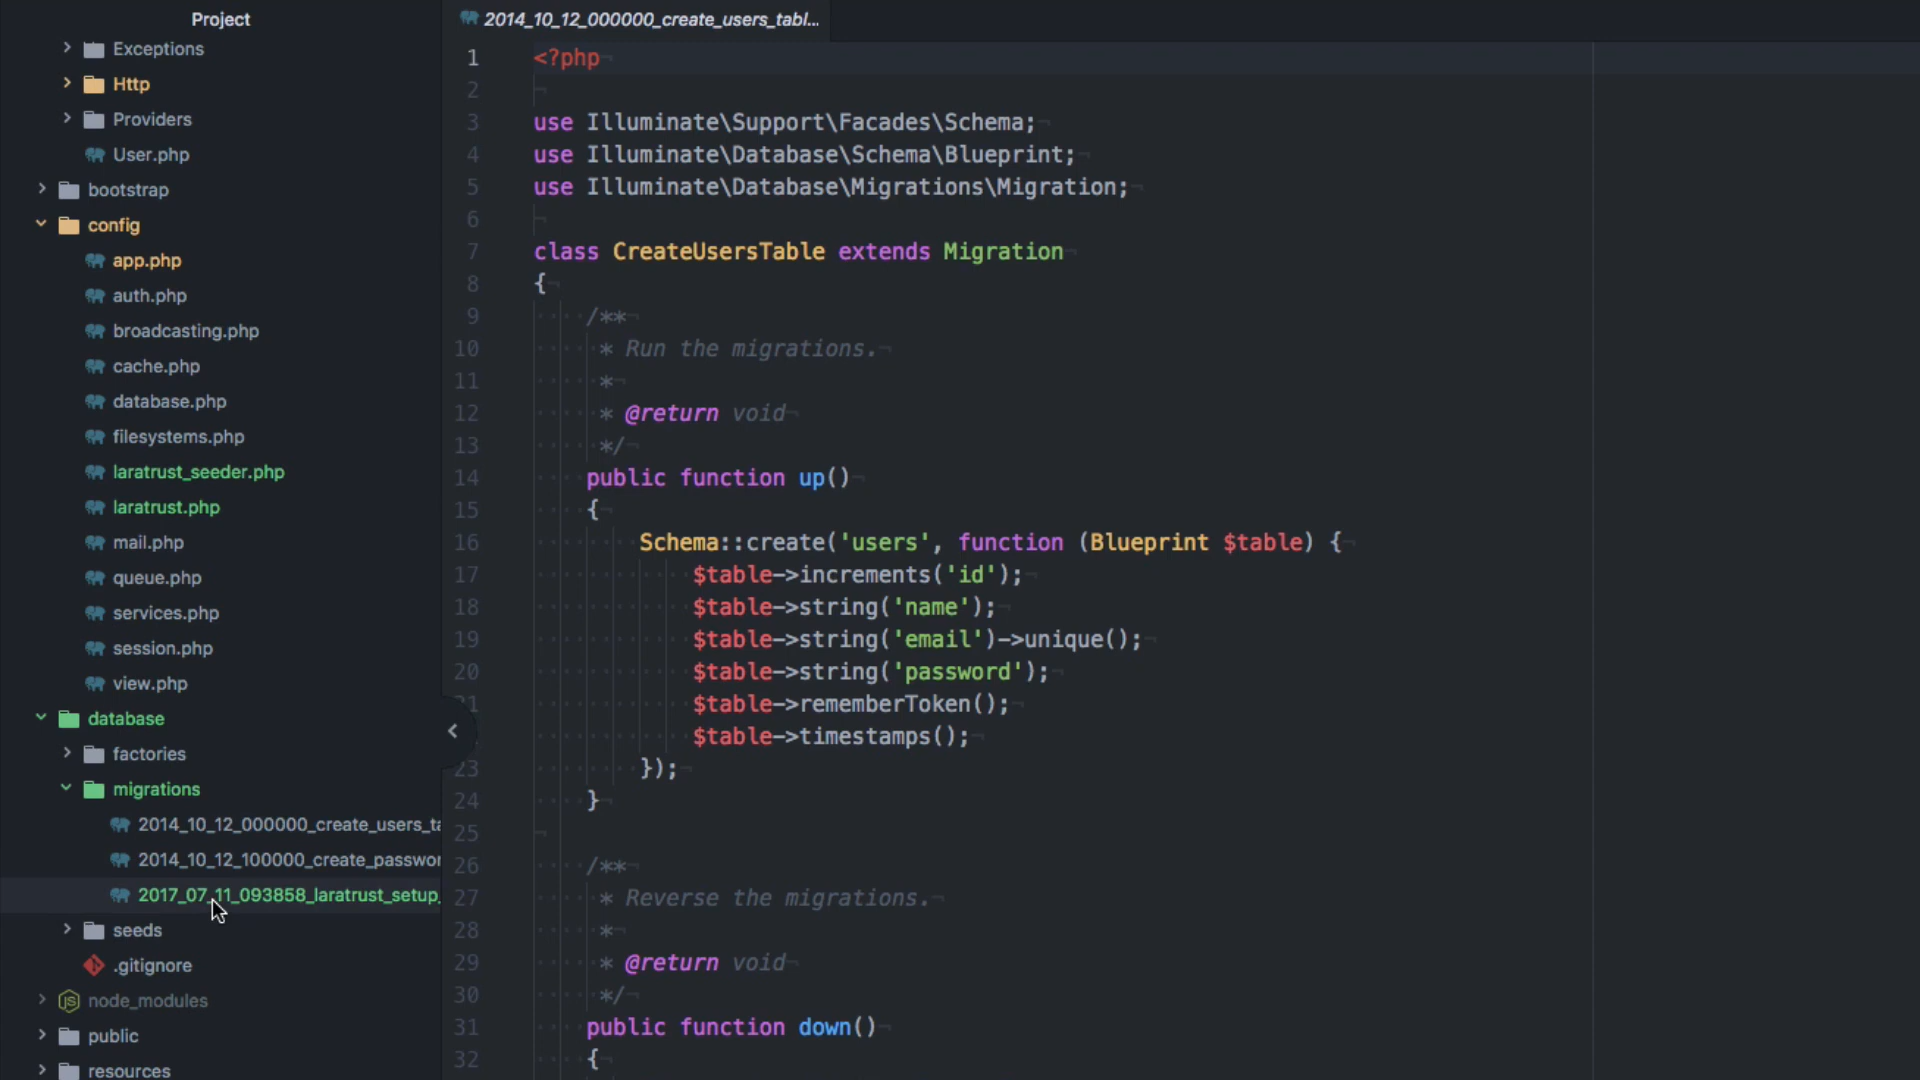 Project
Exceptions
Http
Providers
User.php
bootstrap
config
app.php
auth.php
broadcasting.php
cache.php
database.php
filesystems.php
laratrust_seeder.php
laratrust.php
mail.php
queue.php
services.php
session.php
view.php
database
factories
migrations
2014_10_12_000000_create_users_ta
2014_10_12_100000_create_passwor
2017_07_11_093858_laratrust_setup_
seeds
.gitignore
node_modules
public
resources
2014_10_12_000000_create_users_tabl...
1 <?php
2
3 use Illuminate\Support\Facades\Schema;
4 use Illuminate\Database\Schema\Blueprint;
5 use Illuminate\Database\Migrations\Migration;
6
7 class CreateUsersTable extends Migration
8 {
9 /**
10 * Run the migrations.
11 *
12 * @return void
13 */
14 public function up()
15 {
16 Schema::create('users', function (Blueprint $table) {
17 $table->increments('id');
18 $table->string('name');
19 $table->string('email')->unique();
20 $table->string('password');
$table->rememberToken();
$table->timestamps();
23 });
24 }
25
26 /**
27 * Reverse the migrations.
28 *
29 * @return void
30 */
31 public function down()
32 {